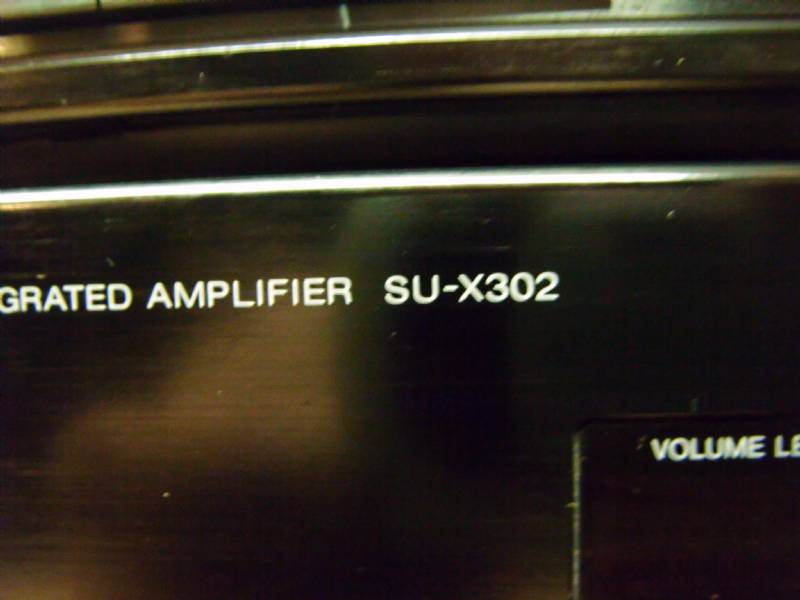 GRATED AMPLIFIER SU-X302
VOLUME LE